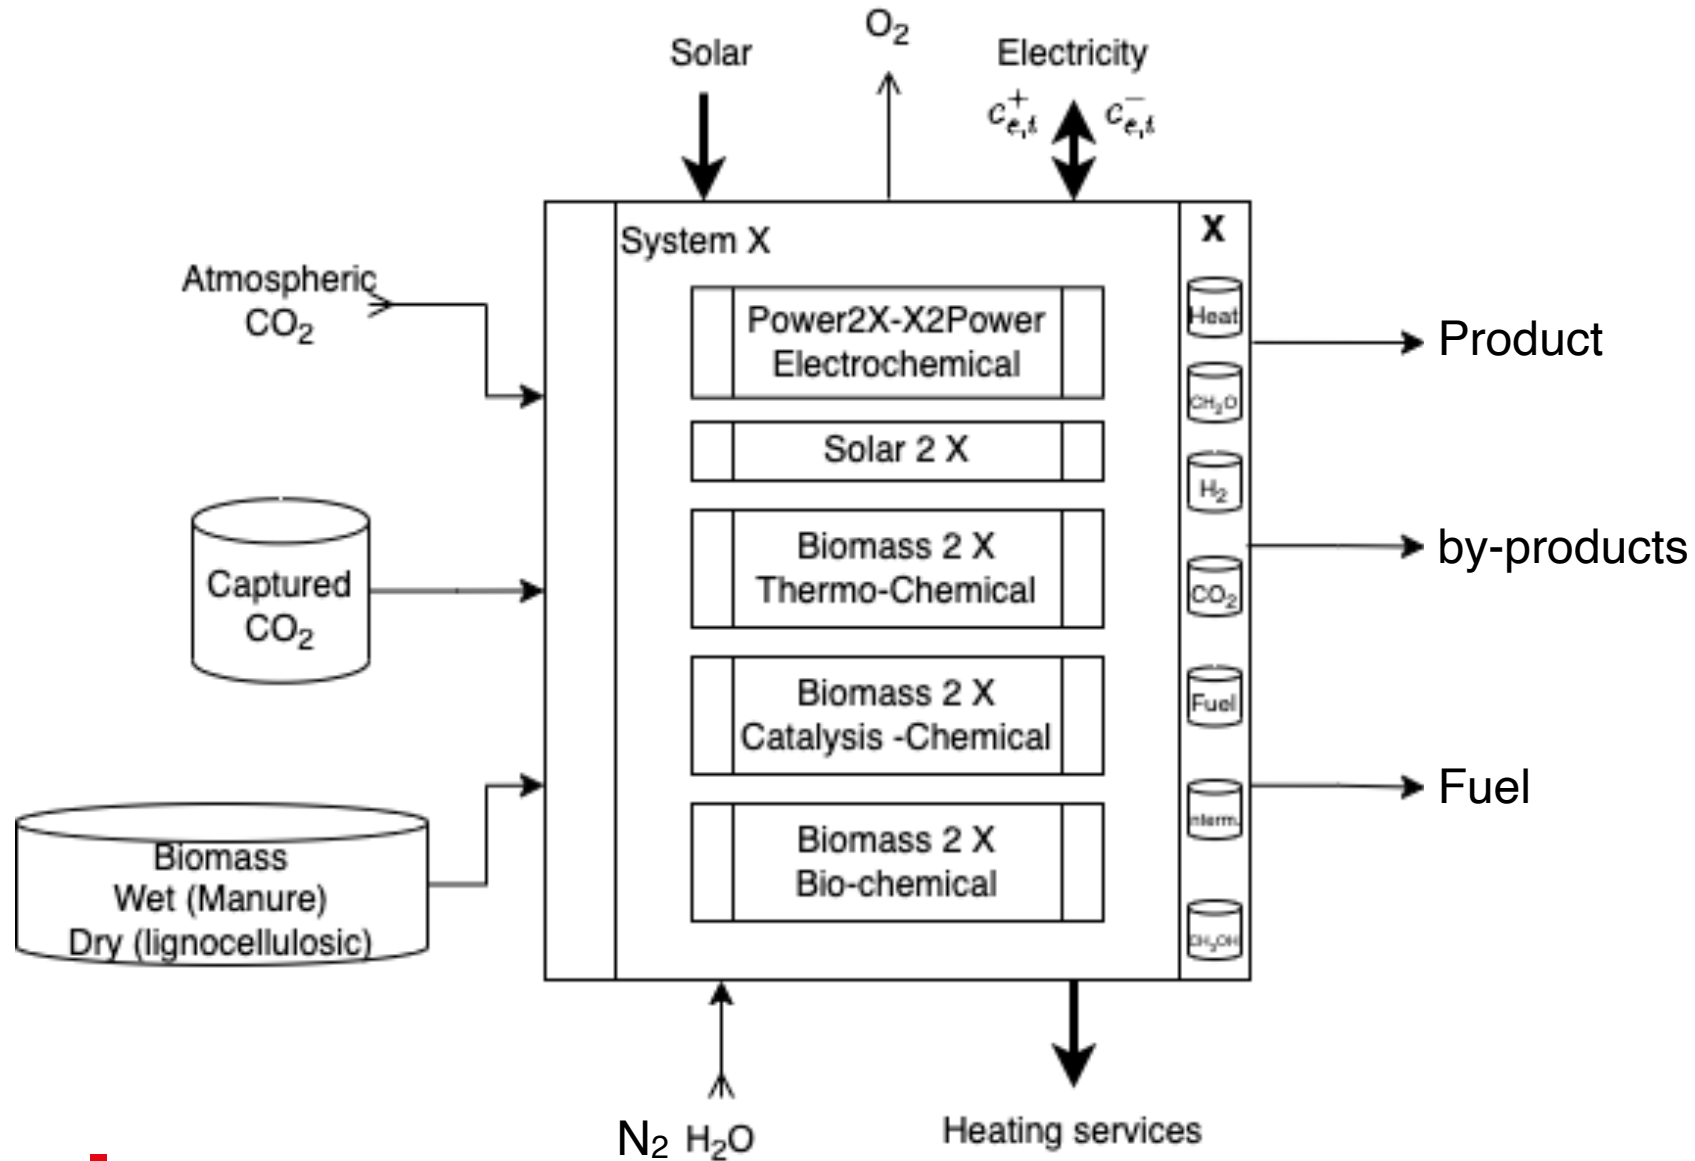 O₂
Solar
Electricity
c⁺ₑ,ₜ c⁻ₑ,ₜ
System X
X
Atmospheric
CO₂
Power2X-X2Power
Electrochemical
Heat
Product
CH₂O
Solar 2 X
H₂
Biomass 2 X
Thermo-Chemical
by-products
Captured
CO₂
CO₂
Biomass 2 X
Catalysis -Chemical
Fuel
Fuel
nterm.
Biomass
Wet (Manure)
Dry (lignocellulosic)
Biomass 2 X
Bio-chemical
CH₃OH
N₂ H₂O
Heating services